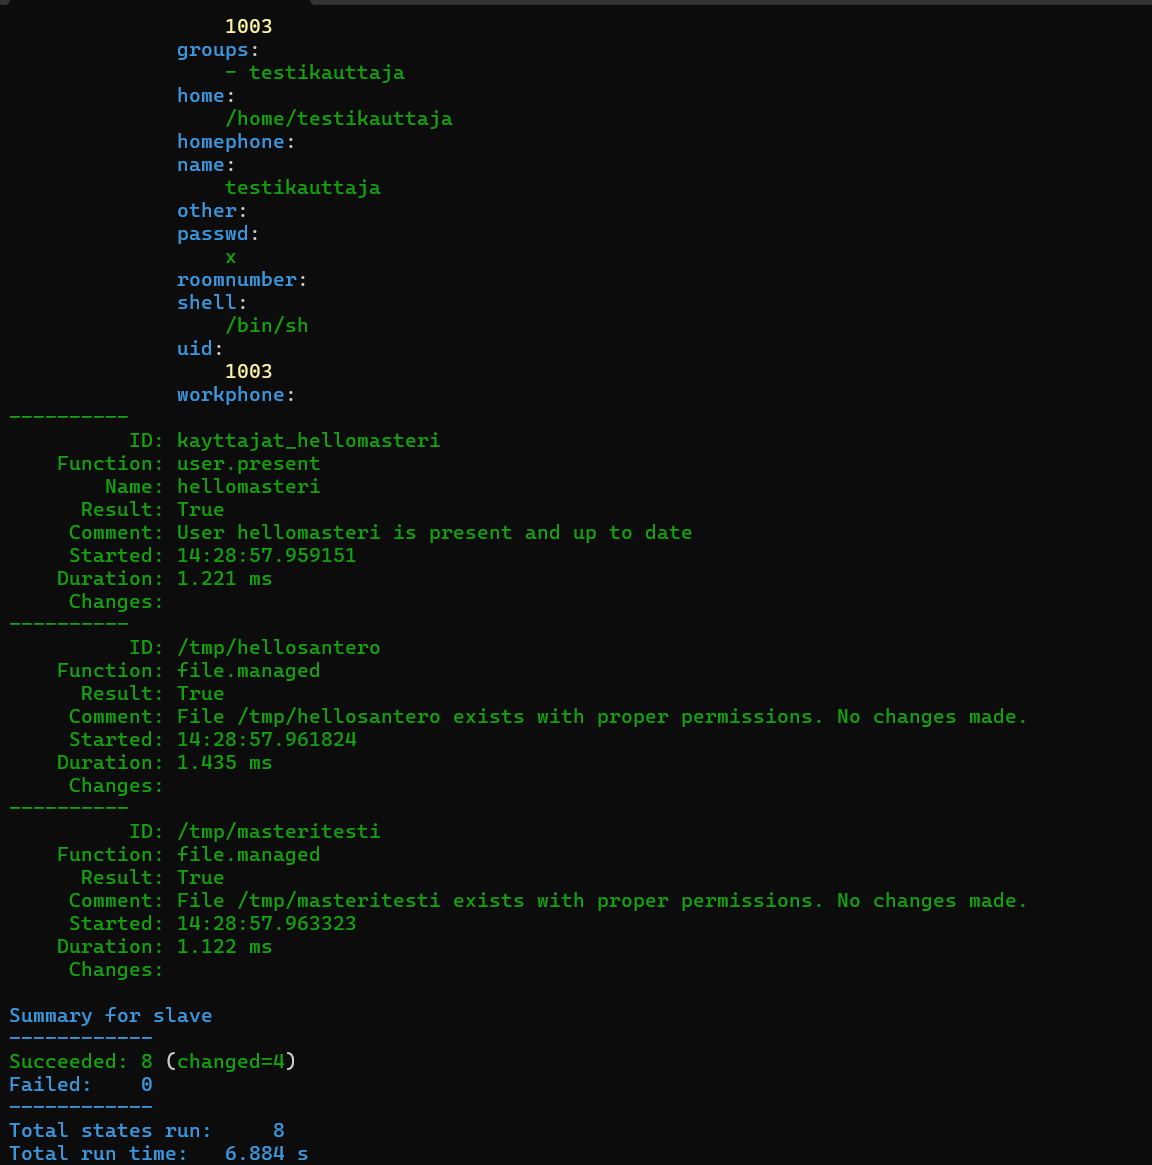 1003
groups:
- testikauttaja
home:
/home/testikauttaja
homephone:
name:
testikauttaja
other:
passwd:
x
roomnumber:
shell:
/bin/sh
uid:
1003
workphone:
----------
ID: kayttajat_hellomasteri
Function: user.present
Name: hellomasteri
Result: True
Comment: User hellomasteri is present and up to date
Started: 14:28:57.959151
Duration: 1.221 ms
Changes:
----------
ID: /tmp/hellosantero
Function: file.managed
Result: True
Comment: File /tmp/hellosantero exists with proper permissions. No changes made.
Started: 14:28:57.961824
Duration: 1.435 ms
Changes:
----------
ID: /tmp/masteritesti
Function: file.managed
Result: True
Comment: File /tmp/masteritesti exists with proper permissions. No changes made.
Started: 14:28:57.963323
Duration: 1.122 ms
Changes:
Summary for slave
------------
Succeeded: 8 (changed=4)
Failed: 0
------------
Total states run: 8
Total run time: 6.884 s